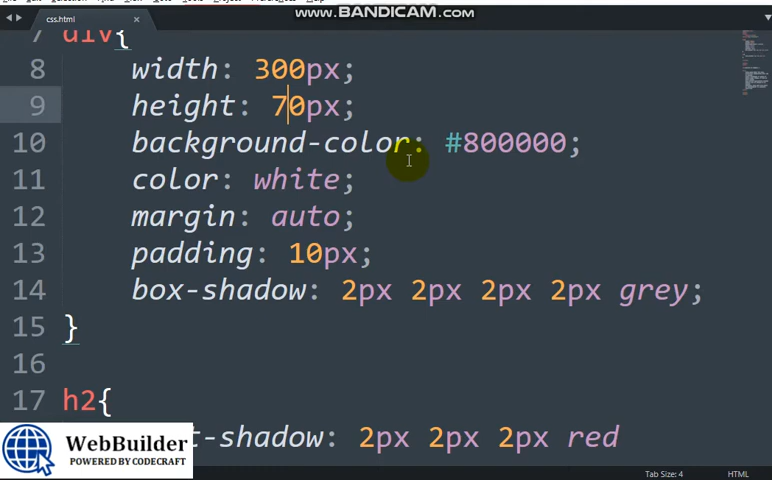 www.BANDICAM.com
css.html
7 div{
8 width: 300px;
9 height: 70px;
10 background-color: #800000;
11 color: white;
12 margin: auto;
13 padding: 10px;
14 box-shadow: 2px 2px 2px 2px grey;
15 }
16
17 h2{
t-shadow: 2px 2px 2px red
WebBuilder
POWERED BY CODECRAFT
Tab Size: 4 HTML